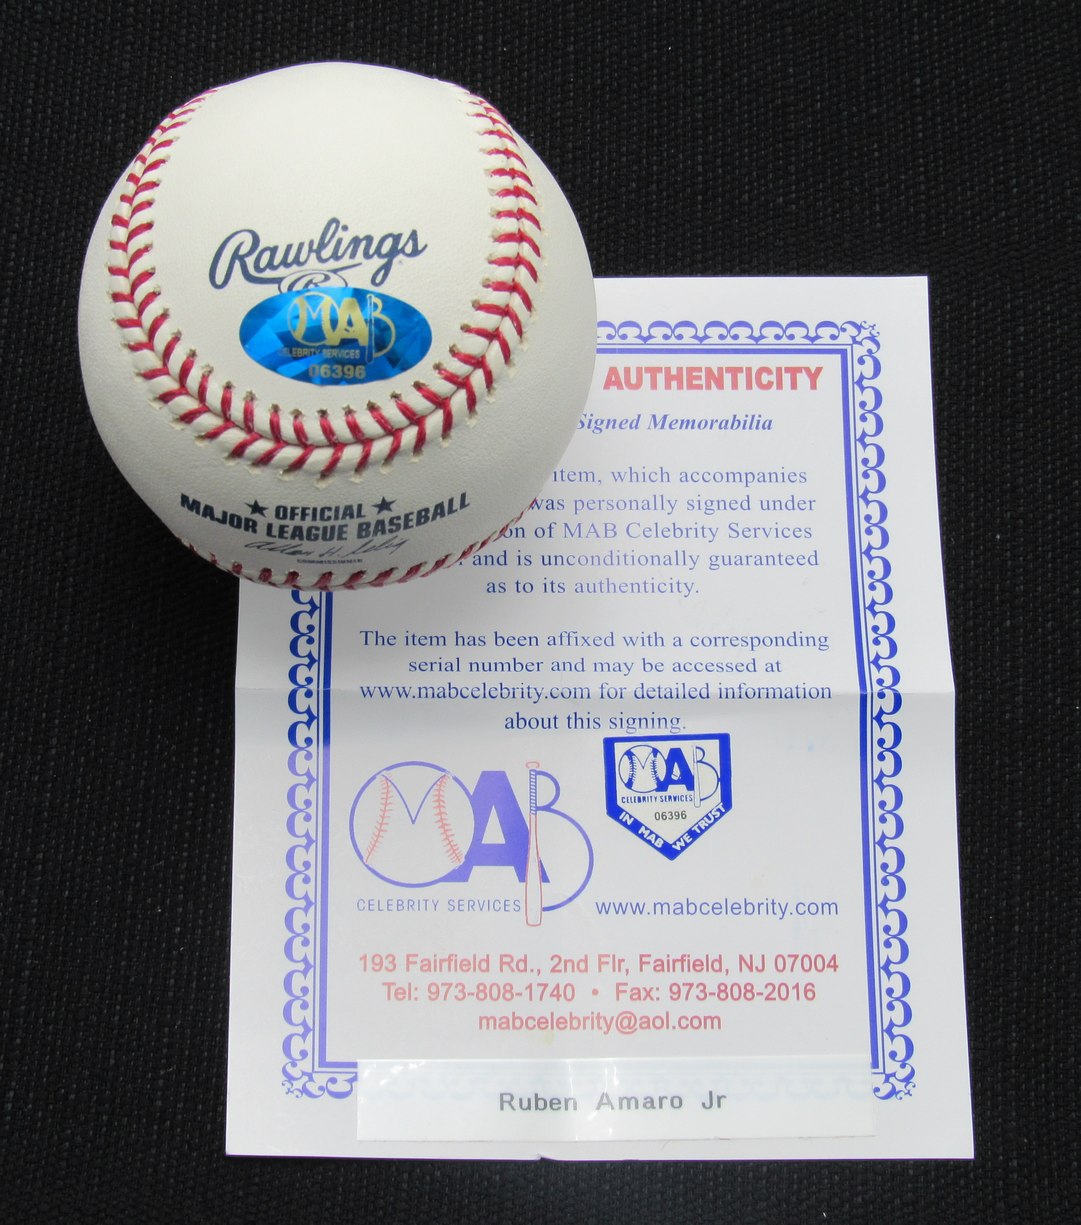 Rawlings
MAB
CELEBRITY SERVICES
06396
OFFICIAL
MAJOR LEAGUE BASEBALL
Allan H. Selig
COMMISSIONER
AUTHENTICITY
Signed Memorabilia
item, which accompanies
was personally signed under
on of MAB Celebrity Services
. and is unconditionally guaranteed
as to its authenticity.
The item has been affixed with a corresponding
serial number and may be accessed at
www.mabcelebrity.com for detailed information
about this signing.
MAB
CELEBRITY SERVICES
06396
IN MAB WE TRUST
MAB
CELEBRITY SERVICES
www.mabcelebrity.com
193 Fairfield Rd., 2nd Flr, Fairfield, NJ 07004
Tel: 973-808-1740 • Fax: 973-808-2016
mabcelebrity@aol.com
Ruben Amaro Jr